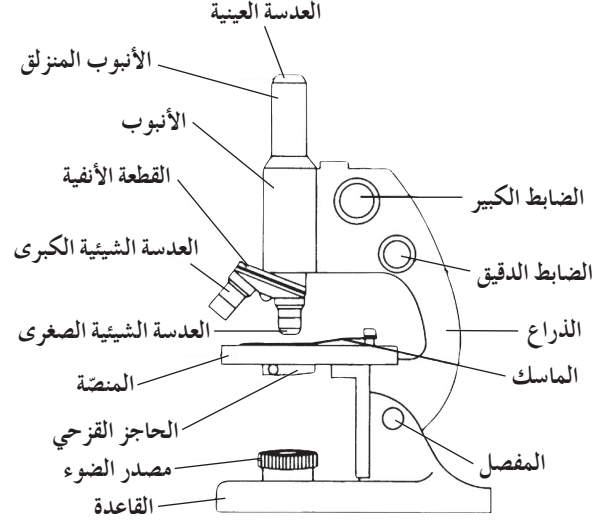 العدسة العينية
الأنبوب المنزلق
الأنبوب
القطعة الأنفية
العدسة الشيئية الكبرى
العدسة الشيئية الصغرى
المنصّة
الحاجز القزحي
مصدر الضوء
القاعدة
الضابط الكبير
الضابط الدقيق
الذراع
الماسك
المفصل